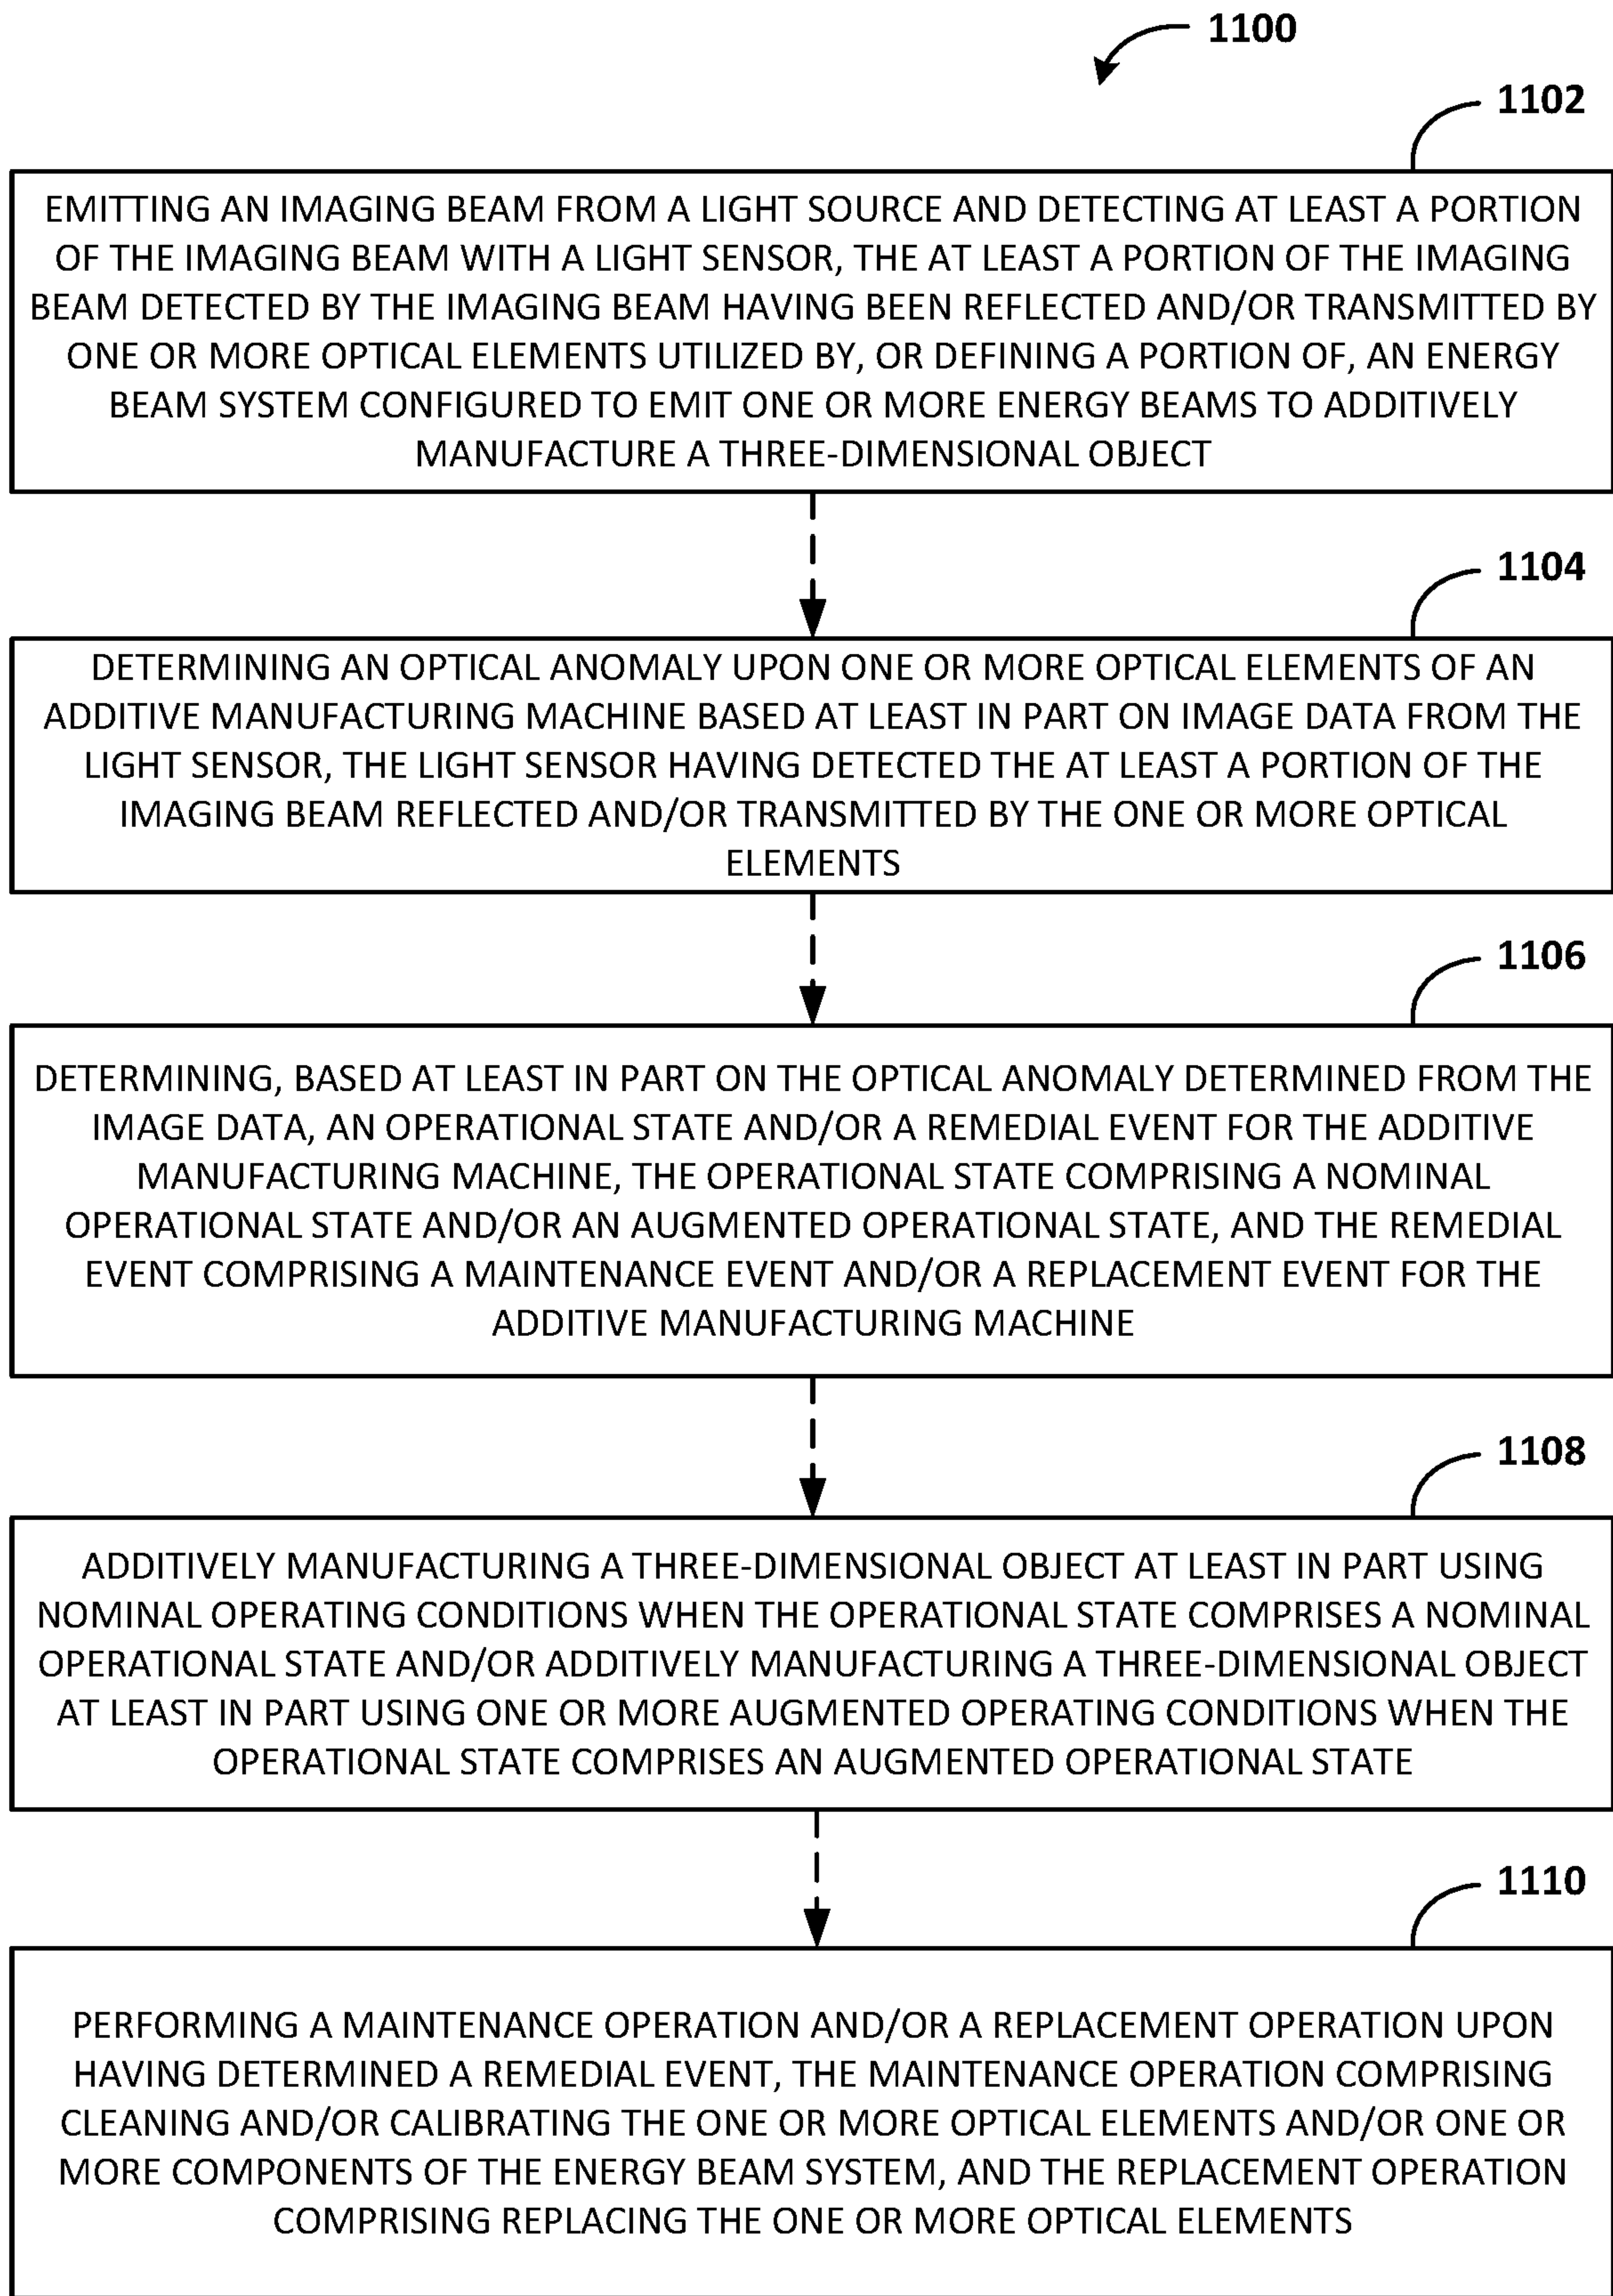 1100
1102
EMITTING AN IMAGING BEAM FROM A LIGHT SOURCE AND DETECTING AT LEAST A PORTION
OF THE IMAGING BEAM WITH A LIGHT SENSOR, THE AT LEAST A PORTION OF THE IMAGING
BEAM DETECTED BY THE IMAGING BEAM HAVING BEEN REFLECTED AND/OR TRANSMITTED BY
ONE OR MORE OPTICAL ELEMENTS UTILIZED BY, OR DEFINING A PORTION OF, AN ENERGY
BEAM SYSTEM CONFIGURED TO EMIT ONE OR MORE ENERGY BEAMS TO ADDITIVELY
MANUFACTURE A THREE-DIMENSIONAL OBJECT
1104
DETERMINING AN OPTICAL ANOMALY UPON ONE OR MORE OPTICAL ELEMENTS OF AN
ADDITIVE MANUFACTURING MACHINE BASED AT LEAST IN PART ON IMAGE DATA FROM THE
LIGHT SENSOR, THE LIGHT SENSOR HAVING DETECTED THE AT LEAST A PORTION OF THE
IMAGING BEAM REFLECTED AND/OR TRANSMITTED BY THE ONE OR MORE OPTICAL
ELEMENTS
1106
DETERMINING, BASED AT LEAST IN PART ON THE OPTICAL ANOMALY DETERMINED FROM THE
IMAGE DATA, AN OPERATIONAL STATE AND/OR A REMEDIAL EVENT FOR THE ADDITIVE
MANUFACTURING MACHINE, THE OPERATIONAL STATE COMPRISING A NOMINAL
OPERATIONAL STATE AND/OR AN AUGMENTED OPERATIONAL STATE, AND THE REMEDIAL
EVENT COMPRISING A MAINTENANCE EVENT AND/OR A REPLACEMENT EVENT FOR THE
ADDITIVE MANUFACTURING MACHINE
1108
ADDITIVELY MANUFACTURING A THREE-DIMENSIONAL OBJECT AT LEAST IN PART USING
NOMINAL OPERATING CONDITIONS WHEN THE OPERATIONAL STATE COMPRISES A NOMINAL
OPERATIONAL STATE AND/OR ADDITIVELY MANUFACTURING A THREE-DIMENSIONAL OBJECT
AT LEAST IN PART USING ONE OR MORE AUGMENTED OPERATING CONDITIONS WHEN THE
OPERATIONAL STATE COMPRISES AN AUGMENTED OPERATIONAL STATE
1110
PERFORMING A MAINTENANCE OPERATION AND/OR A REPLACEMENT OPERATION UPON
HAVING DETERMINED A REMEDIAL EVENT, THE MAINTENANCE OPERATION COMPRISING
CLEANING AND/OR CALIBRATING THE ONE OR MORE OPTICAL ELEMENTS AND/OR ONE OR
MORE COMPONENTS OF THE ENERGY BEAM SYSTEM, AND THE REPLACEMENT OPERATION
COMPRISING REPLACING THE ONE OR MORE OPTICAL ELEMENTS